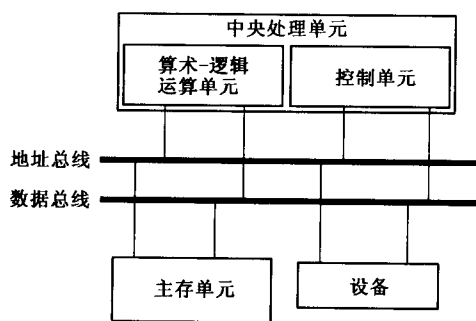 中央处理单元
算术-逻辑
运算单元
控制单元
地址总线
数据总线
主存单元
设备